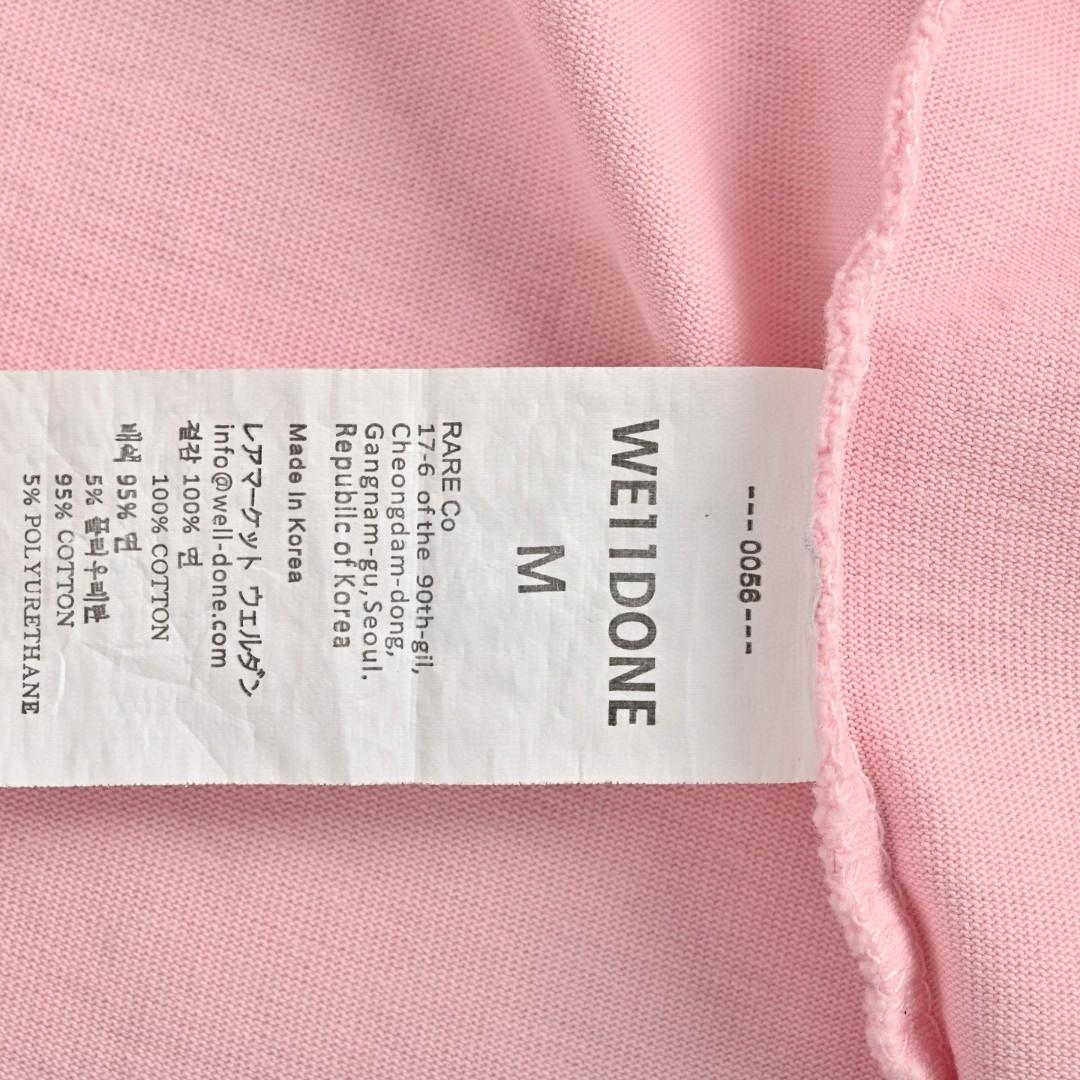 --- 0056 ---
WE11DONE
M
RARE Co
17-6 of the 90th-gil,
Cheongdam-dong,
Gangnam-gu, Seoul.
Republic of Korea
Made In Korea
レアマーケット ウェルダン
info@well-done.com
겉감 100% 면
100% COTTON
배색 95% 면
5% 폴리우레탄
95% COTTON
5% POLYURETHANE